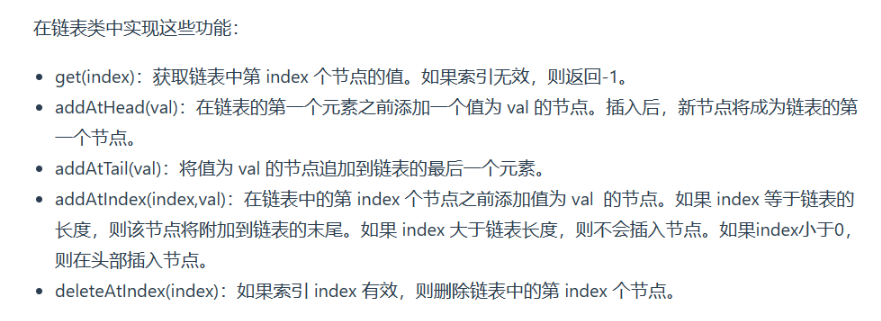 在链表类中实现这些功能：
• get(index)：获取链表中第 index 个节点的值。如果索引无效，则返回-1。
• addAtHead(val)：在链表的第一个元素之前添加一个值为 val 的节点。插入后，新节点将成为链表的第
一个节点。
• addAtTail(val)：将值为 val 的节点追加到链表的最后一个元素。
• addAtIndex(index,val)：在链表中的第 index 个节点之前添加值为 val  的节点。如果 index 等于链表的
长度，则该节点将附加到链表的末尾。如果 index 大于链表长度，则不会插入节点。如果index小于0，
则在头部插入节点。
• deleteAtIndex(index)：如果索引 index 有效，则删除链表中的第 index 个节点。